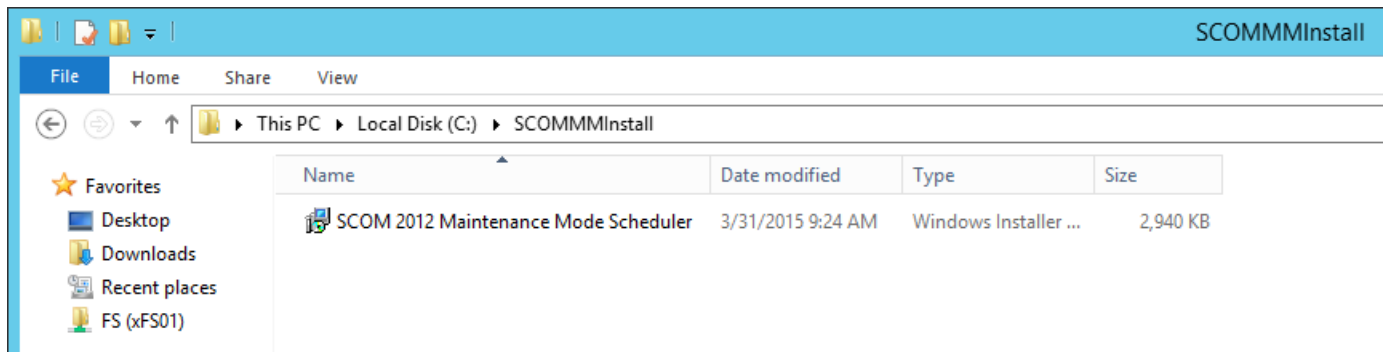 SCOMMMInstall
File Home Share View
This PC Local Disk (C:) SCOMMMInstall
Name Date modified Type Size
Favorites
SCOM 2012 Maintenance Mode Scheduler 3/31/2015 9:24 AM Windows Installer ... 2,940 KB
Desktop
Downloads
Recent places
FS (xFS01)